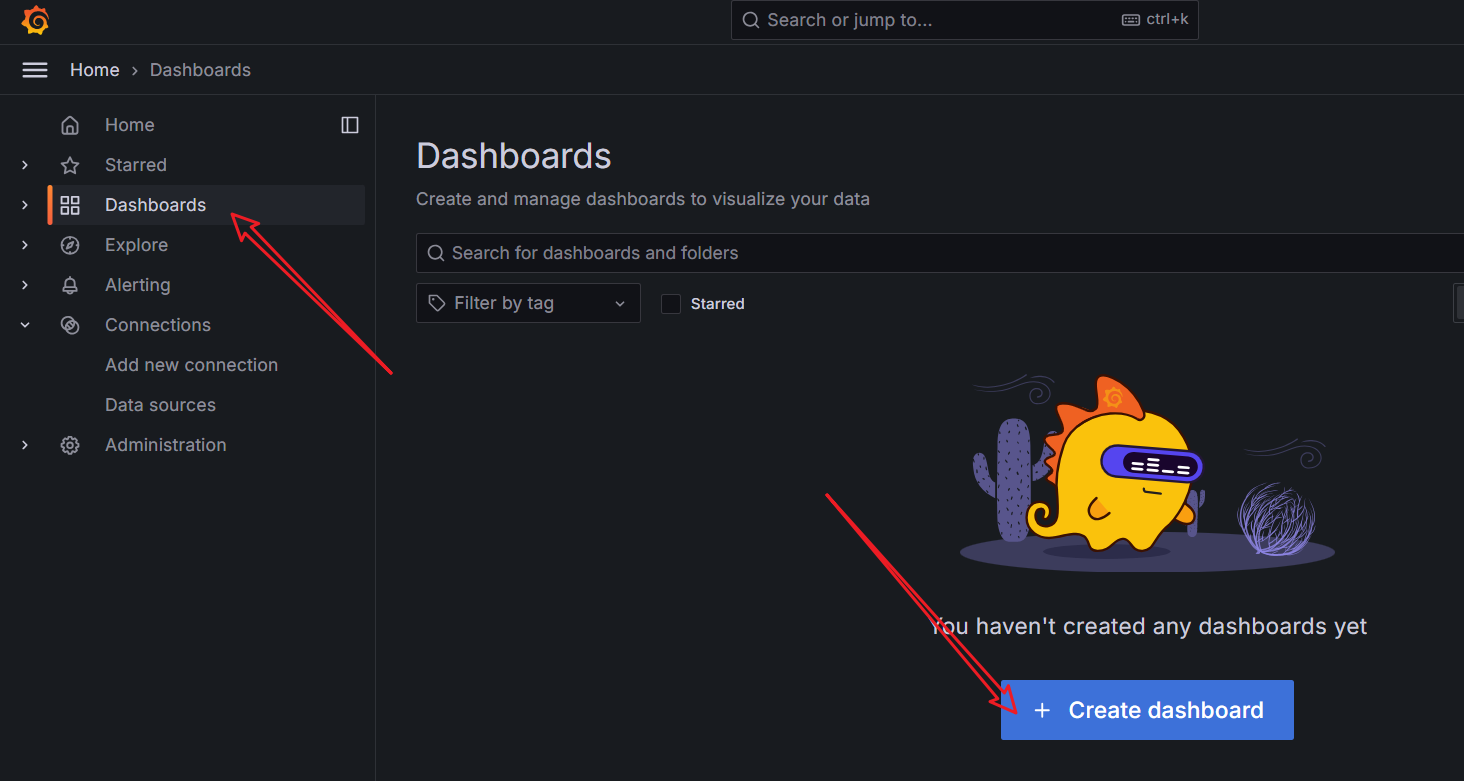 Search or jump to...
ctrl+k
Home > Dashboards
Home
Starred
Dashboards
Explore
Alerting
Connections
Add new connection
Data sources
Administration
Dashboards
Create and manage dashboards to visualize your data
Search for dashboards and folders
Filter by tag
Starred
You haven't created any dashboards yet
+ Create dashboard